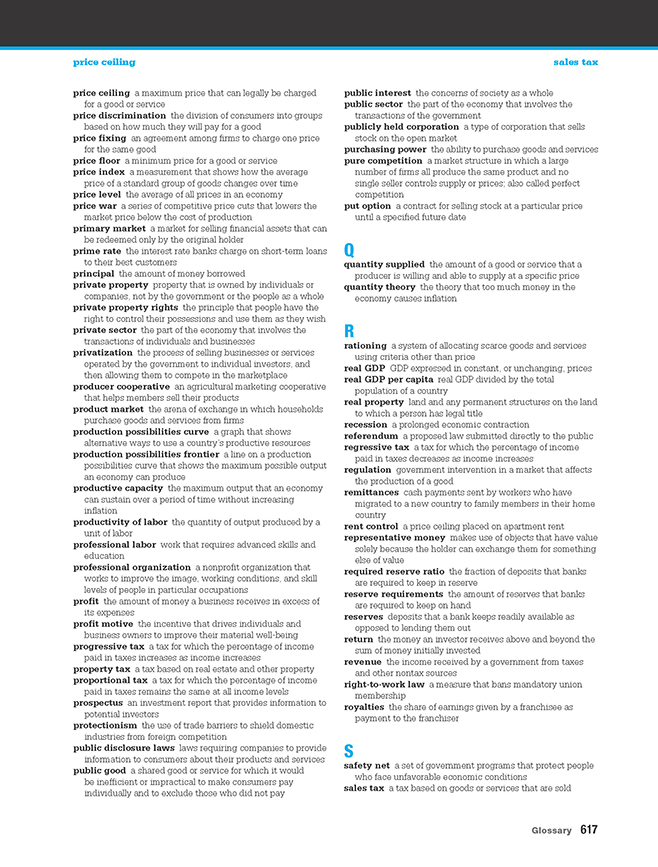 price ceiling
sales tax
price ceiling a maximum price that can legally be charged
for a good or service
price discrimination the division of consumers into groups
based on how much they will pay for a good
price fixing an agreement among firms to charge one price
for the same good
price floor a minimum price for a good or service
price index a measurement that shows how the average
price of a standard group of goods changes over time
price level the average of all prices in an economy
price war a series of competitive price cuts that lowers the
market price below the cost of production
primary market a market for selling financial assets that can
be redeemed only by the original holder
prime rate the interest rate banks charge on short-term loans
to their best customers
principal the amount of money borrowed
private property property that is owned by individuals or
companies, not by the government or the people as a whole
private property rights the principle that people have the
right to control their possessions and use them as they wish
private sector the part of the economy that involves the
transactions of individuals and businesses
privatization the process of selling businesses or services
operated by the government to individual investors, and
then allowing them to compete in the marketplace
producer cooperative an agricultural marketing cooperative
that helps members sell their products
product market the arena of exchange in which households
purchase goods and services from firms
production possibilities curve a graph that shows
alternative ways to use a country's productive resources
production possibilities frontier a line on a production
possibilities curve that shows the maximum possible output
an economy can produce
productive capacity the maximum output that an economy
can sustain over a period of time without increasing
inflation
productivity of labor the quantity of output produced by a
unit of labor
professional labor work that requires advanced skills and
education
professional organization a nonprofit organization that
works to improve the image, working conditions, and skill
levels of people in particular occupations
profit the amount of money a business receives in excess of
its expenses
profit motive the incentive that drives individuals and
business owners to improve their material well-being
progressive tax a tax for which the percentage of income
paid in taxes increases as income increases
property tax a tax based on real estate and other property
proportional tax a tax for which the percentage of income
paid in taxes remains the same at all income levels
prospectus an investment report that provides information to
potential investors
protectionism the use of trade barriers to shield domestic
industries from foreign competition
public disclosure laws laws requiring companies to provide
information to consumers about their products and services
public good a shared good or service for which it would
be inefficient or impractical to make consumers pay
individually and to exclude those who did not pay
public interest the concerns of society as a whole
public sector the part of the economy that involves the
transactions of the government
publicly held corporation a type of corporation that sells
stock on the open market
purchasing power the ability to purchase goods and services
pure competition a market structure in which a large
number of firms all produce the same product and no
single seller controls supply or prices; also called perfect
competition
put option a contract for selling stock at a particular price
until a specified future date
Q
quantity supplied the amount of a good or service that a
producer is willing and able to supply at a specific price
quantity theory the theory that too much money in the
economy causes inflation
R
rationing a system of allocating scarce goods and services
using criteria other than price
real GDP GDP expressed in constant, or unchanging, prices
real GDP per capita real GDP divided by the total
population of a country
real property land and any permanent structures on the land
to which a person has legal title
recession a prolonged economic contraction
referendum a proposed law submitted directly to the public
regressive tax a tax for which the percentage of income
paid in taxes decreases as income increases
regulation government intervention in a market that affects
the production of a good
remittances cash payments sent by workers who have
migrated to a new country to family members in their home
country
rent control a price ceiling placed on apartment rent
representative money makes use of objects that have value
solely because the holder can exchange them for something
else of value
required reserve ratio the fraction of deposits that banks
are required to keep in reserve
reserve requirements the amount of reserves that banks
are required to keep on hand
reserves deposits that a bank keeps readily available as
opposed to lending them out
return the money an investor receives above and beyond the
sum of money initially invested
revenue the income received by a government from taxes
and other nontax sources
right-to-work law a measure that bans mandatory union
membership
royalties the share of earnings given by a franchisee as
payment to the franchiser
S
safety net a set of government programs that protect people
who face unfavorable economic conditions
sales tax a tax based on goods or services that are sold
Glossary 617